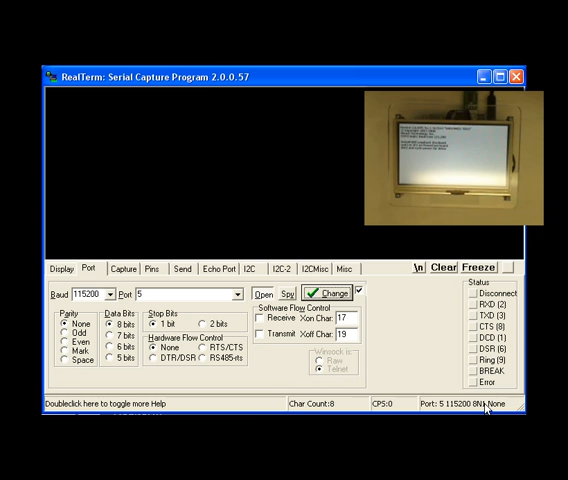 RealTerm: Serial Capture Program 2.0.0.57
Display Port Capture Pins Send Echo Port I2C I2C-2 I2CMisc Misc \n Clear Freeze
Baud 115200 Port 5 Open Spy Change
Parity
None
Odd
Even
Mark
Space
Data Bits
8 bits
7 bits
6 bits
5 bits
Stop Bits
1 bit 2 bits
Hardware Flow Control
None RTS/CTS
DTR/DSR RS485-rts
Software Flow Control
Receive Xon Char: 17
Transmit Xoff Char: 19
Winsock is:
Raw
Telnet
Status
Disconnect
RXD (2)
TXD (3)
CTS (8)
DCD (1)
DSR (6)
Ring (9)
BREAK
Error
Doubleclick here to toggle more Help Char Count:8 CPS:0 Port: 5 115200 8N1 None